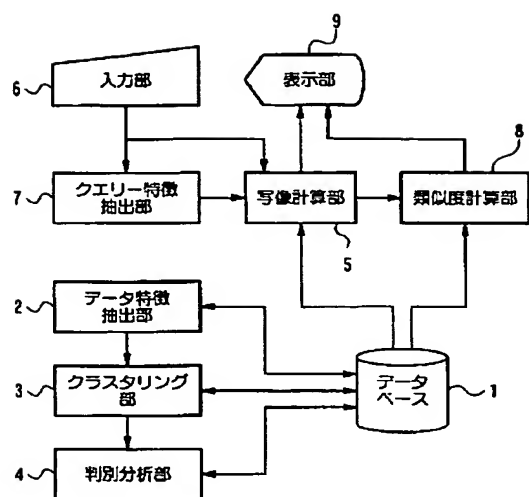 9
6
入力部
表示部
8
7
クエリー特徴
抽出部
写像計算部
類似度計算部
5
2
データ特徴
抽出部
3
クラスタリング
部
データ
ベース
1
4
判別分析部